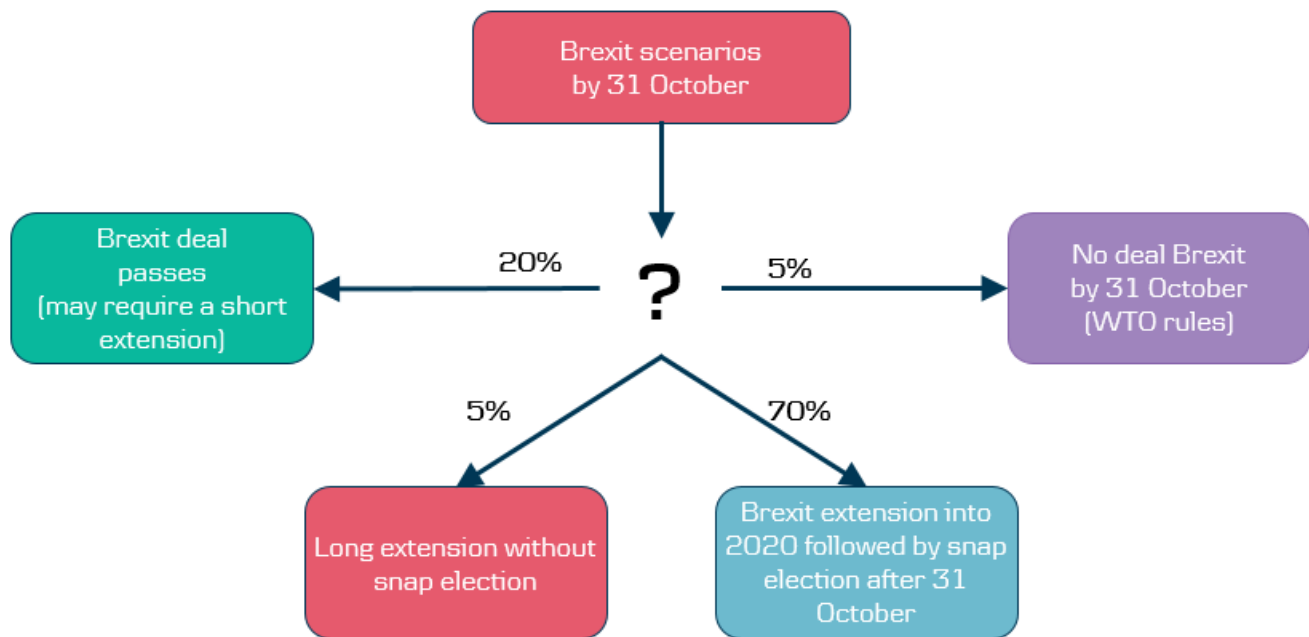 Brexit scenarios
by 31 October
Brexit deal
passes
(may require a short
extension)
20%
?
5%
No deal Brexit
by 31 October
(WTO rules)
5%
70%
Long extension without
snap election
Brexit extension into
2020 followed by snap
election after 31
October